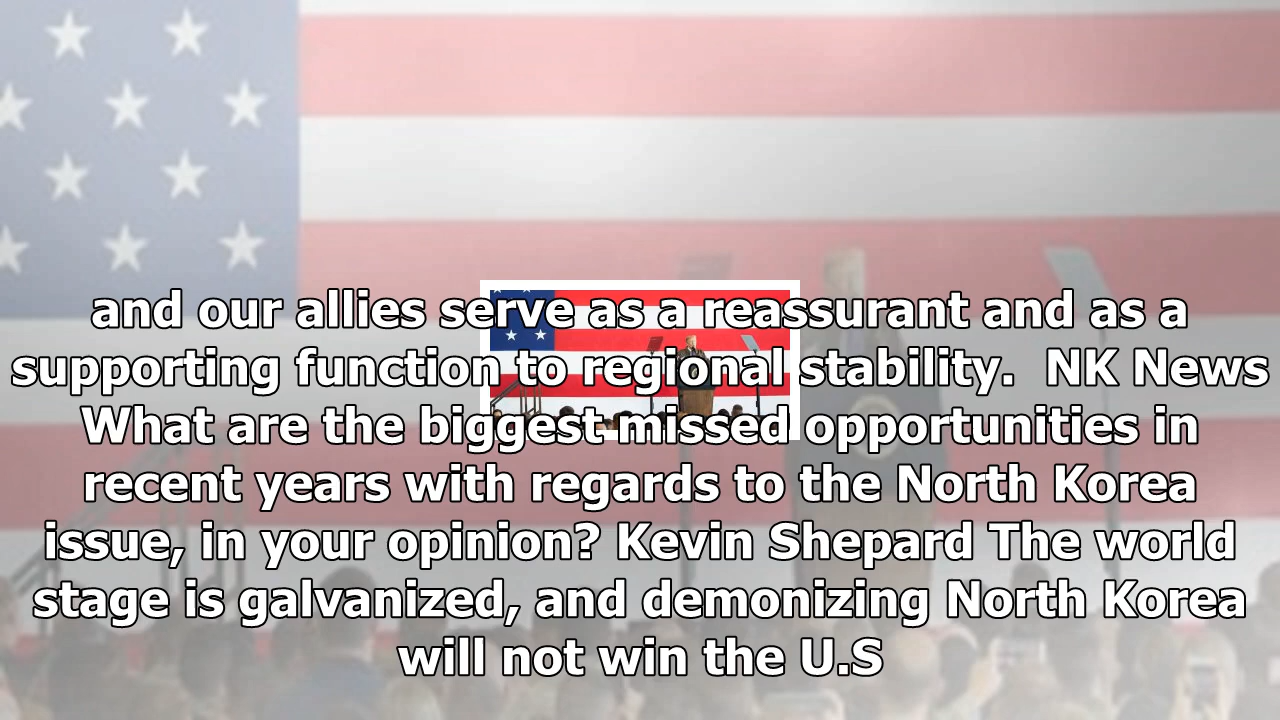 and our allies serve as a reassurant and as a
supporting function to regional stability.  NK News
What are the biggest missed opportunities in
recent years with regards to the North Korea
issue, in your opinion? Kevin Shepard The world
stage is galvanized, and demonizing North Korea
will not win the U.S